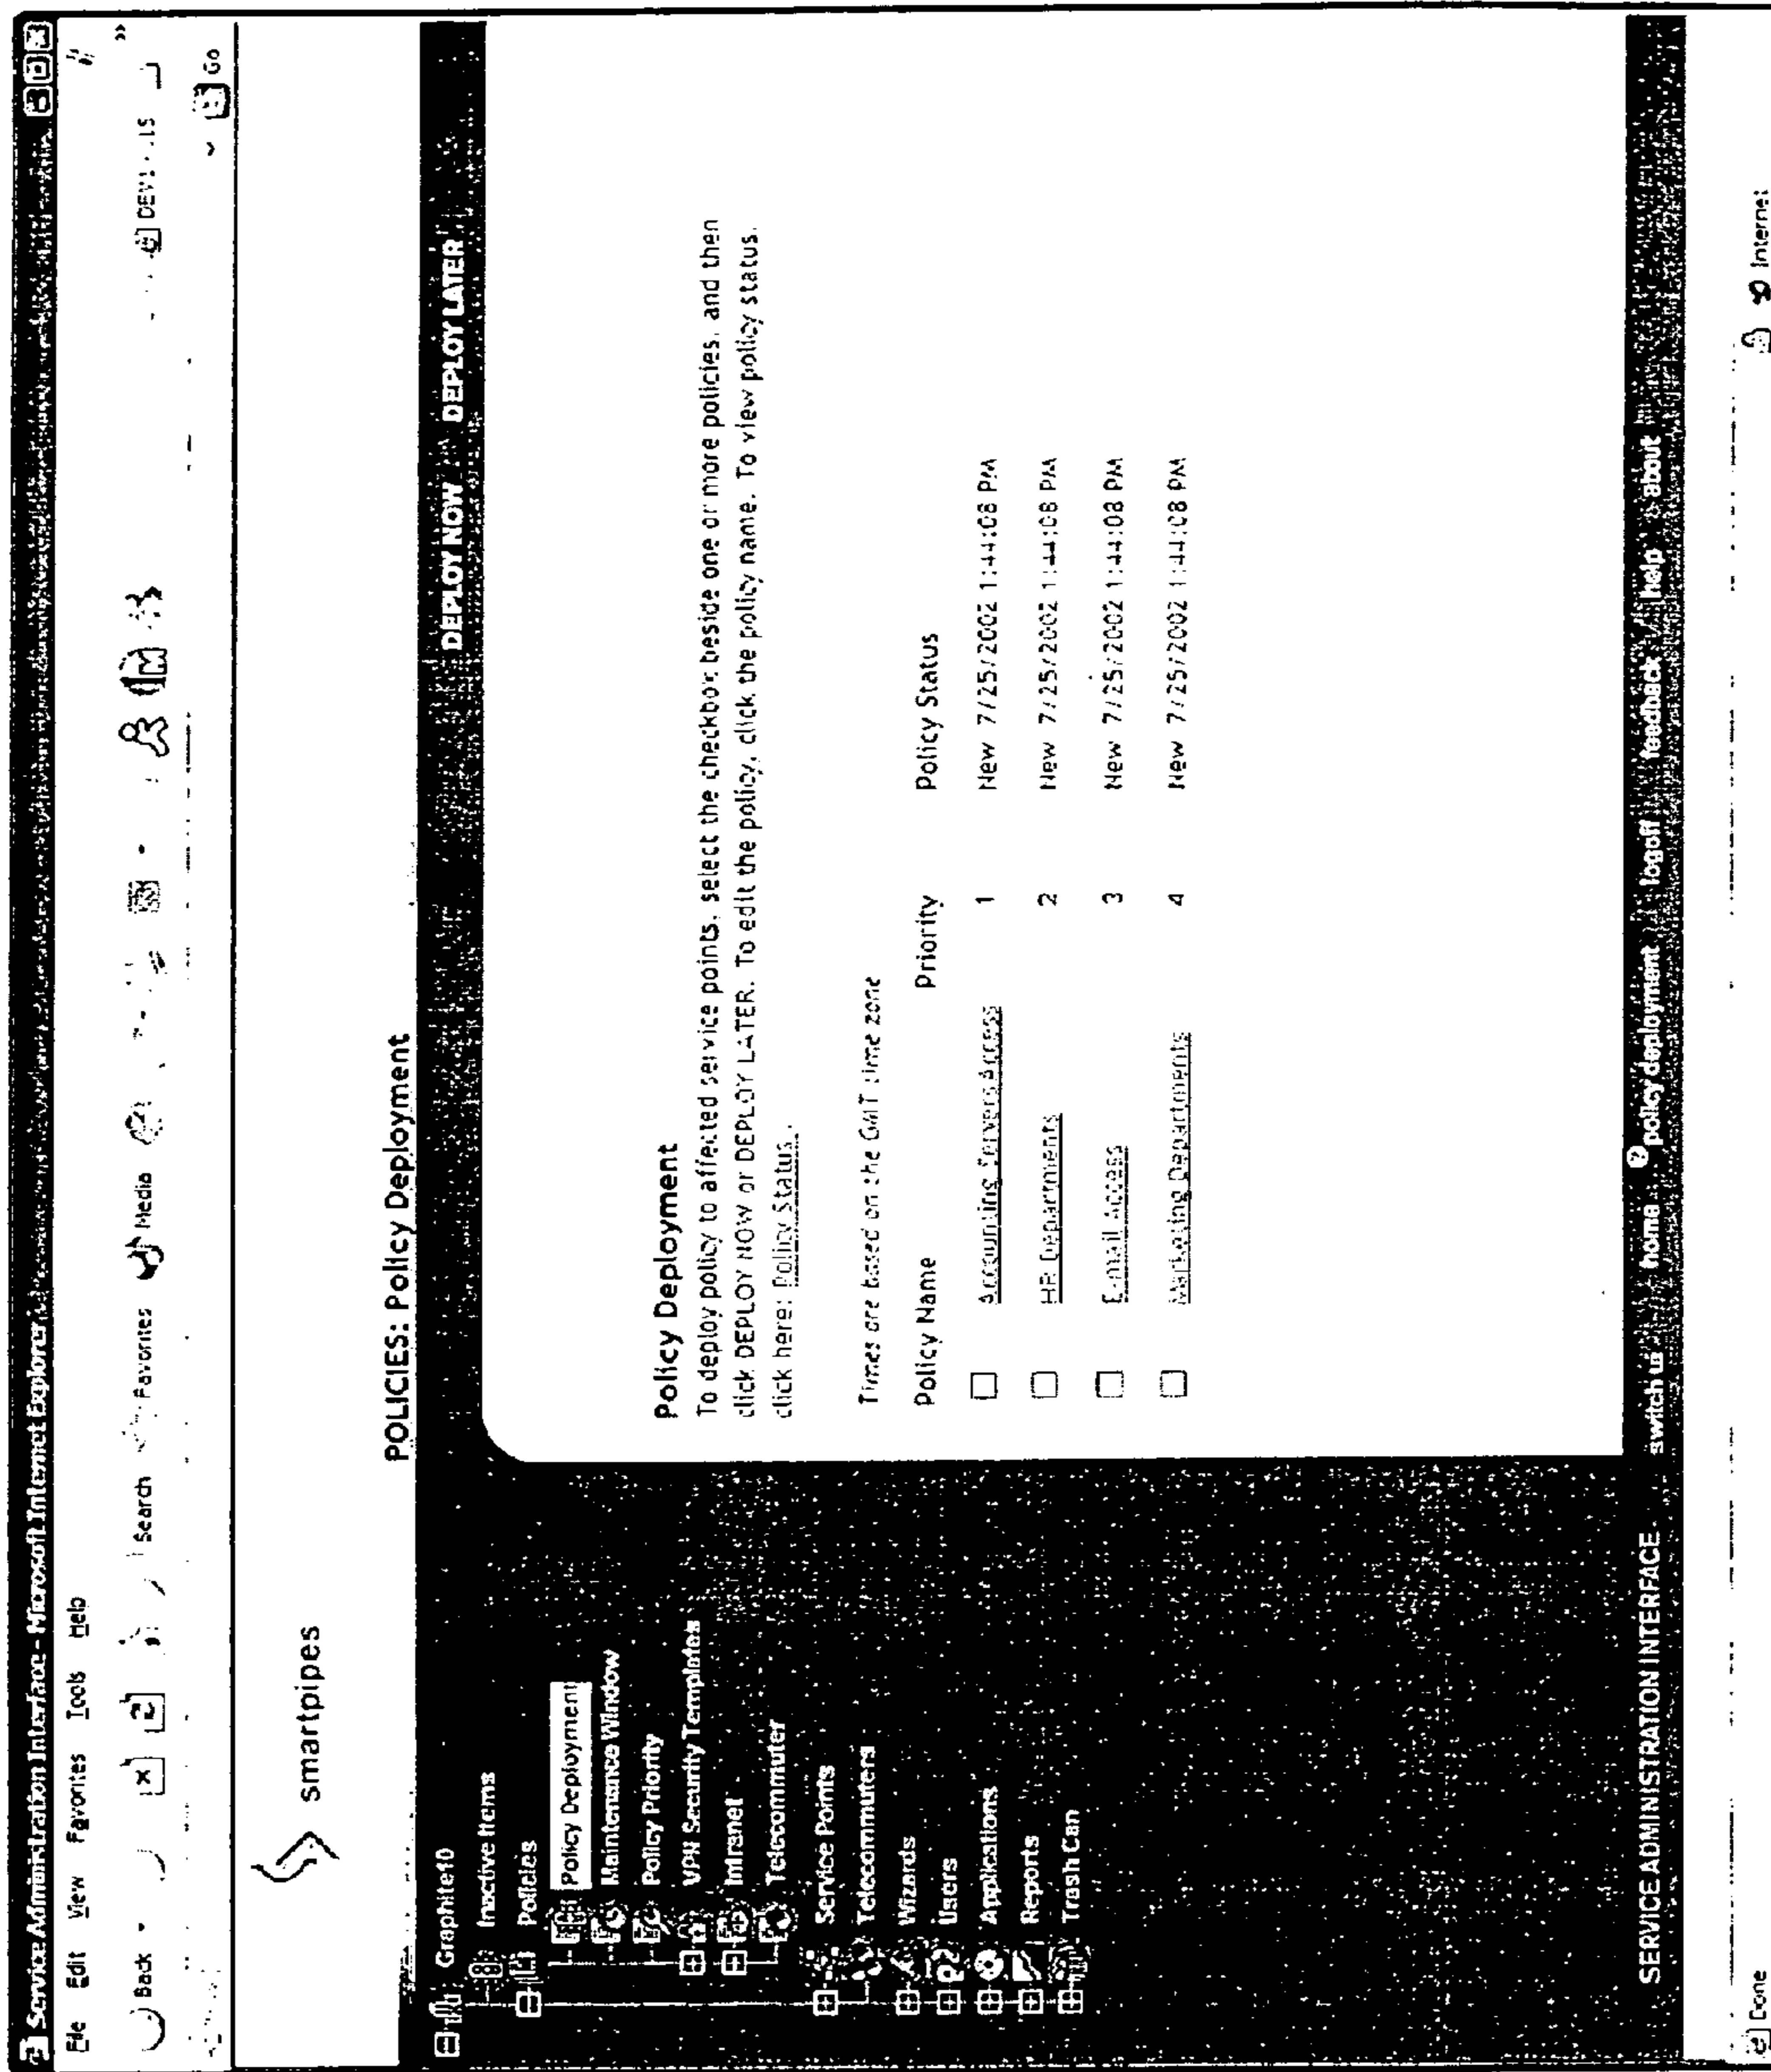 Service Administration Interface - Microsoft Internet Explorer
File Edit View Favorites Tools Help
Back Search Favorites Media
Go
smartpipes
POLICIES: Policy Deployment
DEPLOY NOW DEPLOY LATER
Graphite10
Inactive Items
Policies
Policy Deployment
Maintenance Window
Policy Priority
VPN Security Templates
Intranet
Telecommuter
Service Points
Telecommuters
Wizards
Users
Applications
Reports
Trash Can
Policy Deployment
To deploy policy to affected service points, select the checkbox beside one or more policies, and then
click DEPLOY NOW or DEPLOY LATER. To edit the policy, click the policy name. To view policy status,
click here: Policy Status.
Times are based on the GMT time zone
Policy Name Priority Policy Status
Accounting Servers Access 1 New 7/25/2002 1:44:08 PM
HR Departments 2 New 7/25/2002 1:44:08 PM
E-mail Access 3 New 7/25/2002 1:44:08 PM
Marketing Departments 4 New 7/25/2002 1:44:08 PM
SERVICE ADMINISTRATION INTERFACE switch ui home policy deployment logoff feedback help about
Done Internet